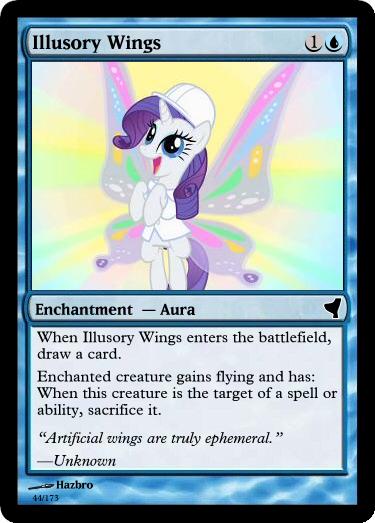 Illusory Wings 1
Enchantment — Aura
When Illusory Wings enters the battlefield,
draw a card.
Enchanted creature gains flying and has:
When this creature is the target of a spell or
ability, sacrifice it.
“Artificial wings are truly ephemeral.”
—Unknown
Hazbro
44/173